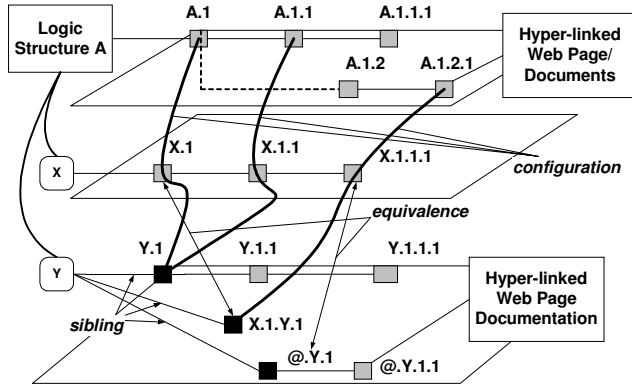 Logic
Structure A
A.1
A.1.1
A.1.1.1
Hyper-linked
Web Page/
Documents
A.1.2
A.1.2.1
X
X.1
X.1.1
X.1.1.1
configuration
equivalence
Y
Y.1
Y.1.1
Y.1.1.1
Hyper-linked
Web Page
Documentation
sibling
X.1.Y.1
@.Y.1
@.Y.1.1